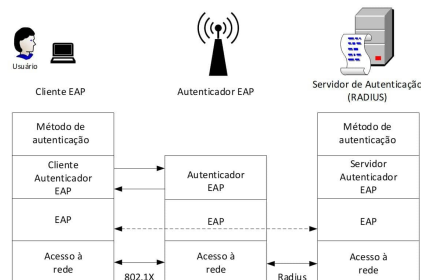 Usuário
Cliente EAP
Autenticador EAP
Servidor de Autenticação
(RADIUS)
Método de
autenticação
Cliente
Autenticador
EAP
EAP
Acesso à
rede
802.1X
Autenticador
EAP
EAP
Acesso à
rede
Radius
Método de
autenticação
Servidor
Autenticador
EAP
EAP
Acesso à
rede